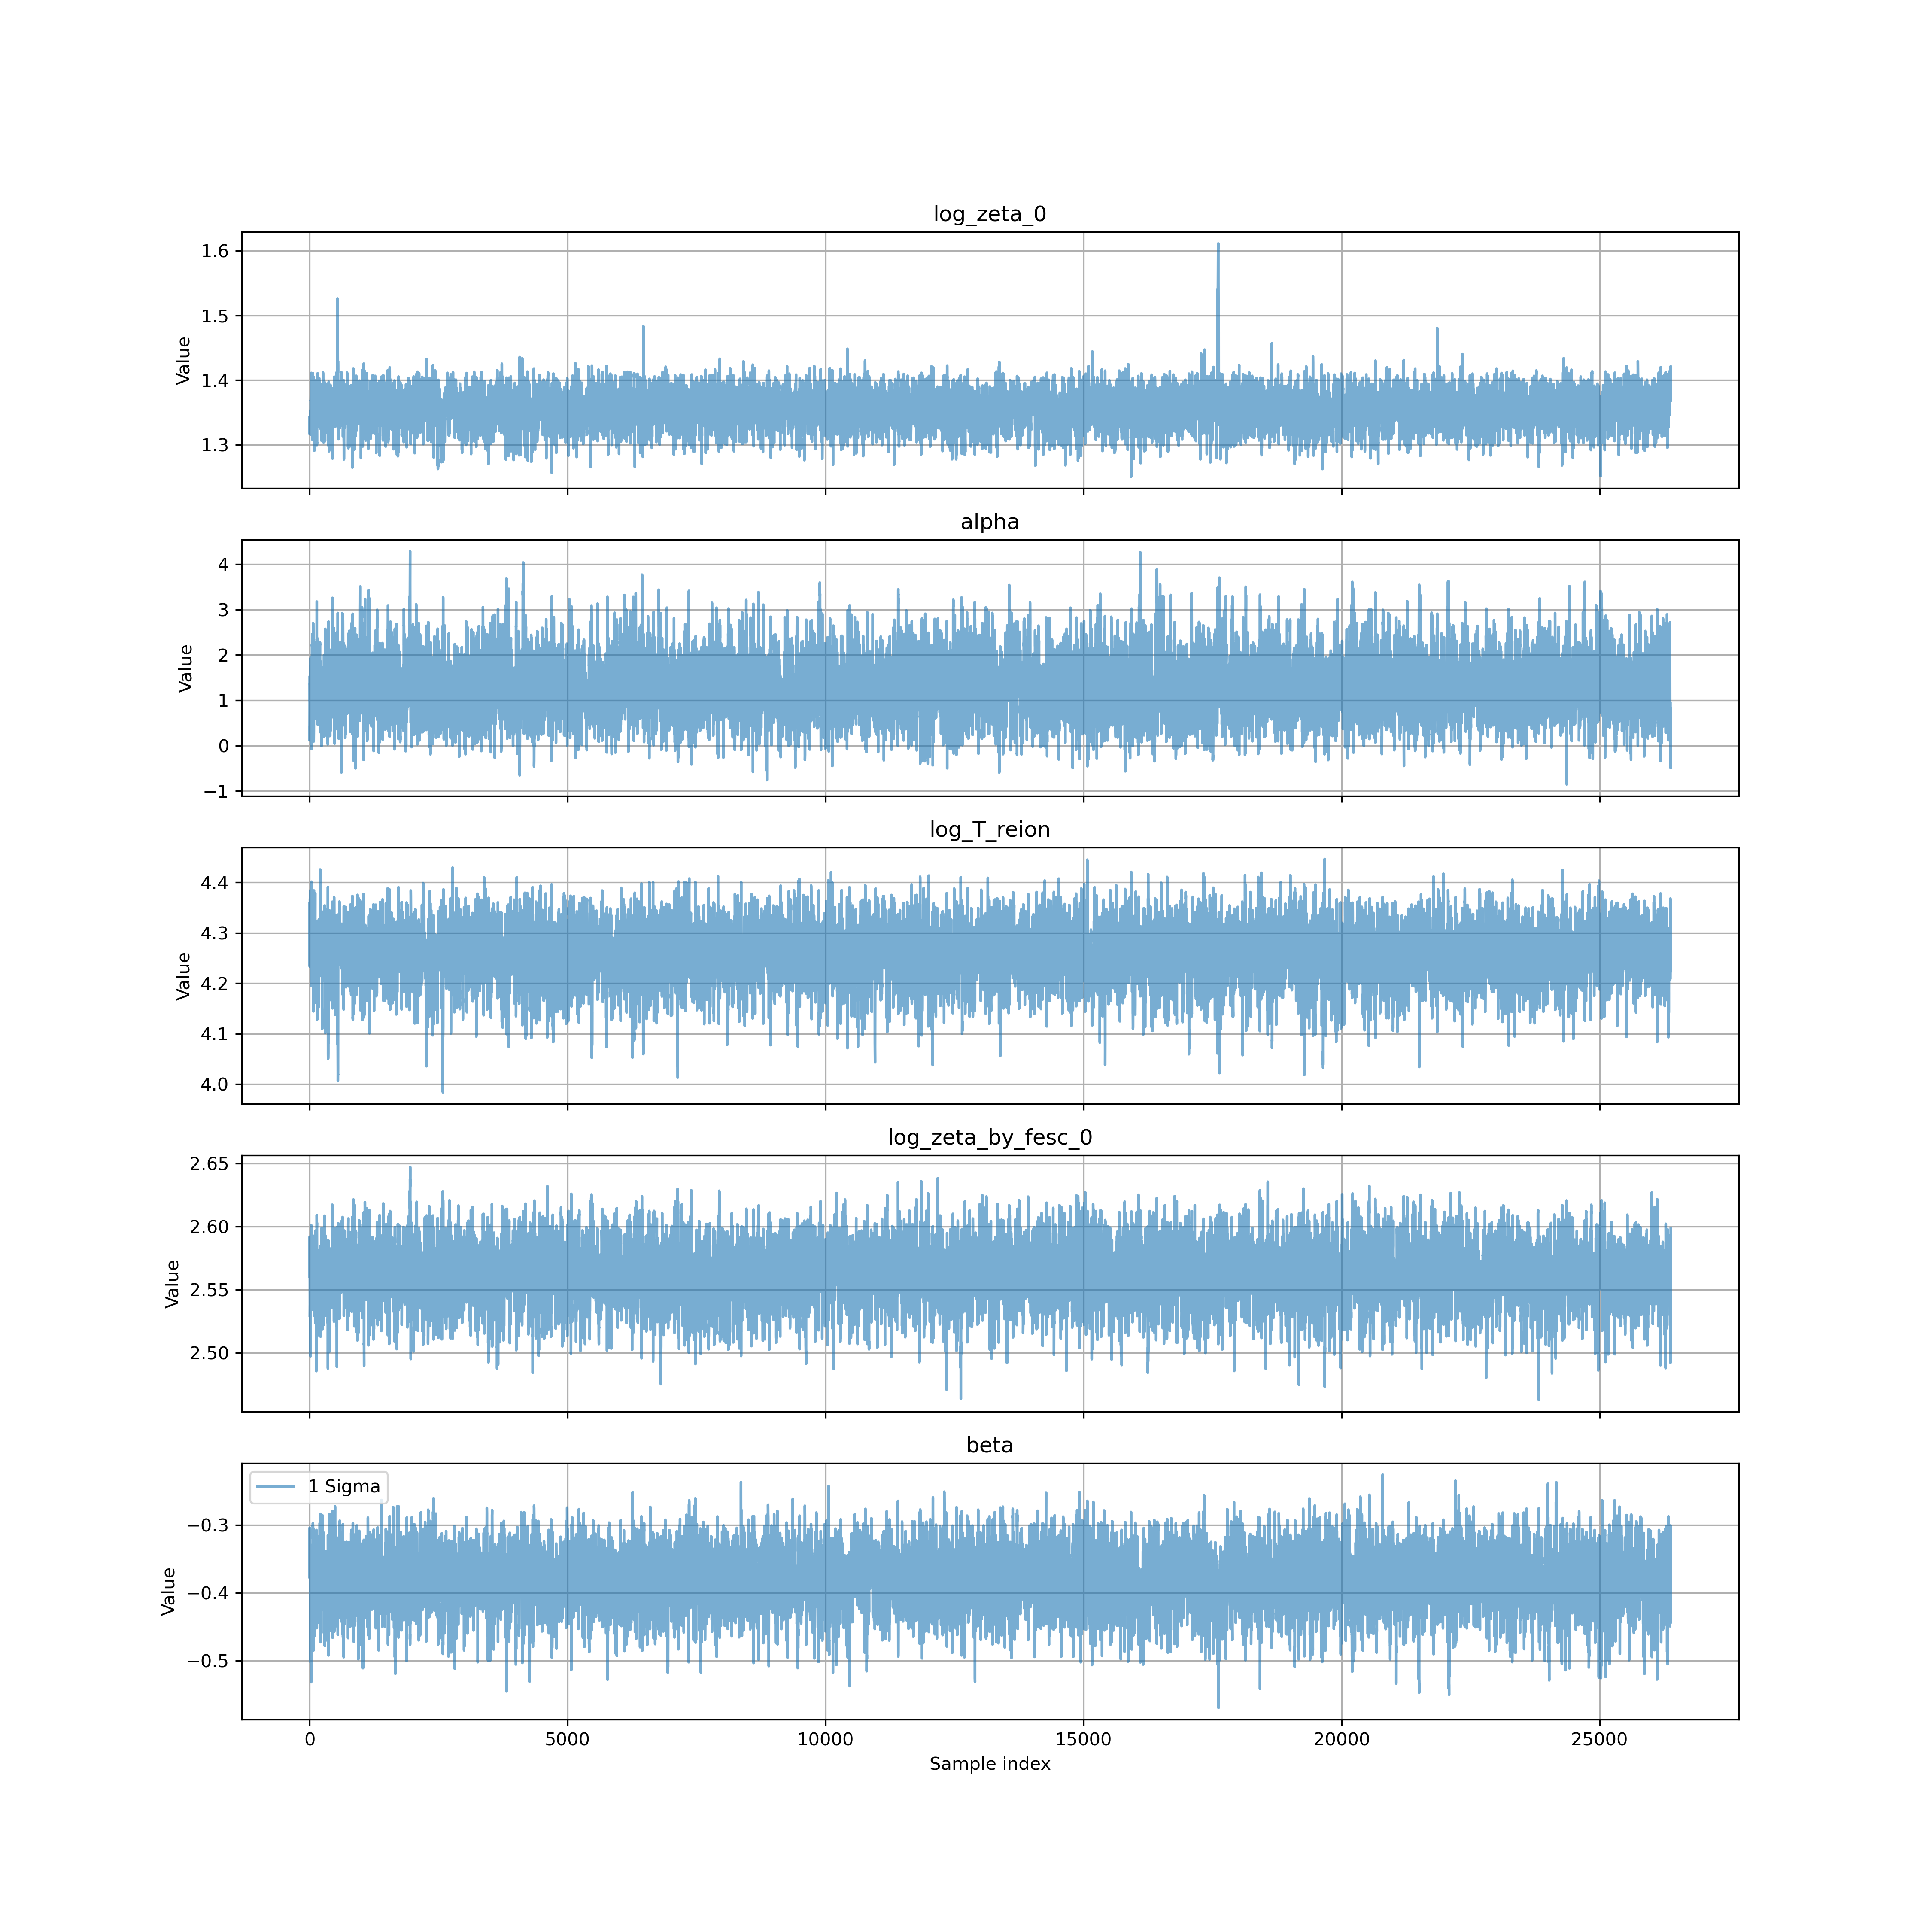 log_zeta_0
1.6
1.5
1.4
1.3
Value
alpha
4
3
2
1
0
−1
Value
log_T_reion
4.4
4.3
4.2
4.1
4.0
Value
log_zeta_by_fesc_0
2.65
2.60
2.55
2.50
Value
beta
1 Sigma
−0.3
−0.4
−0.5
Value
0 5000 10000 15000 20000 25000
Sample index